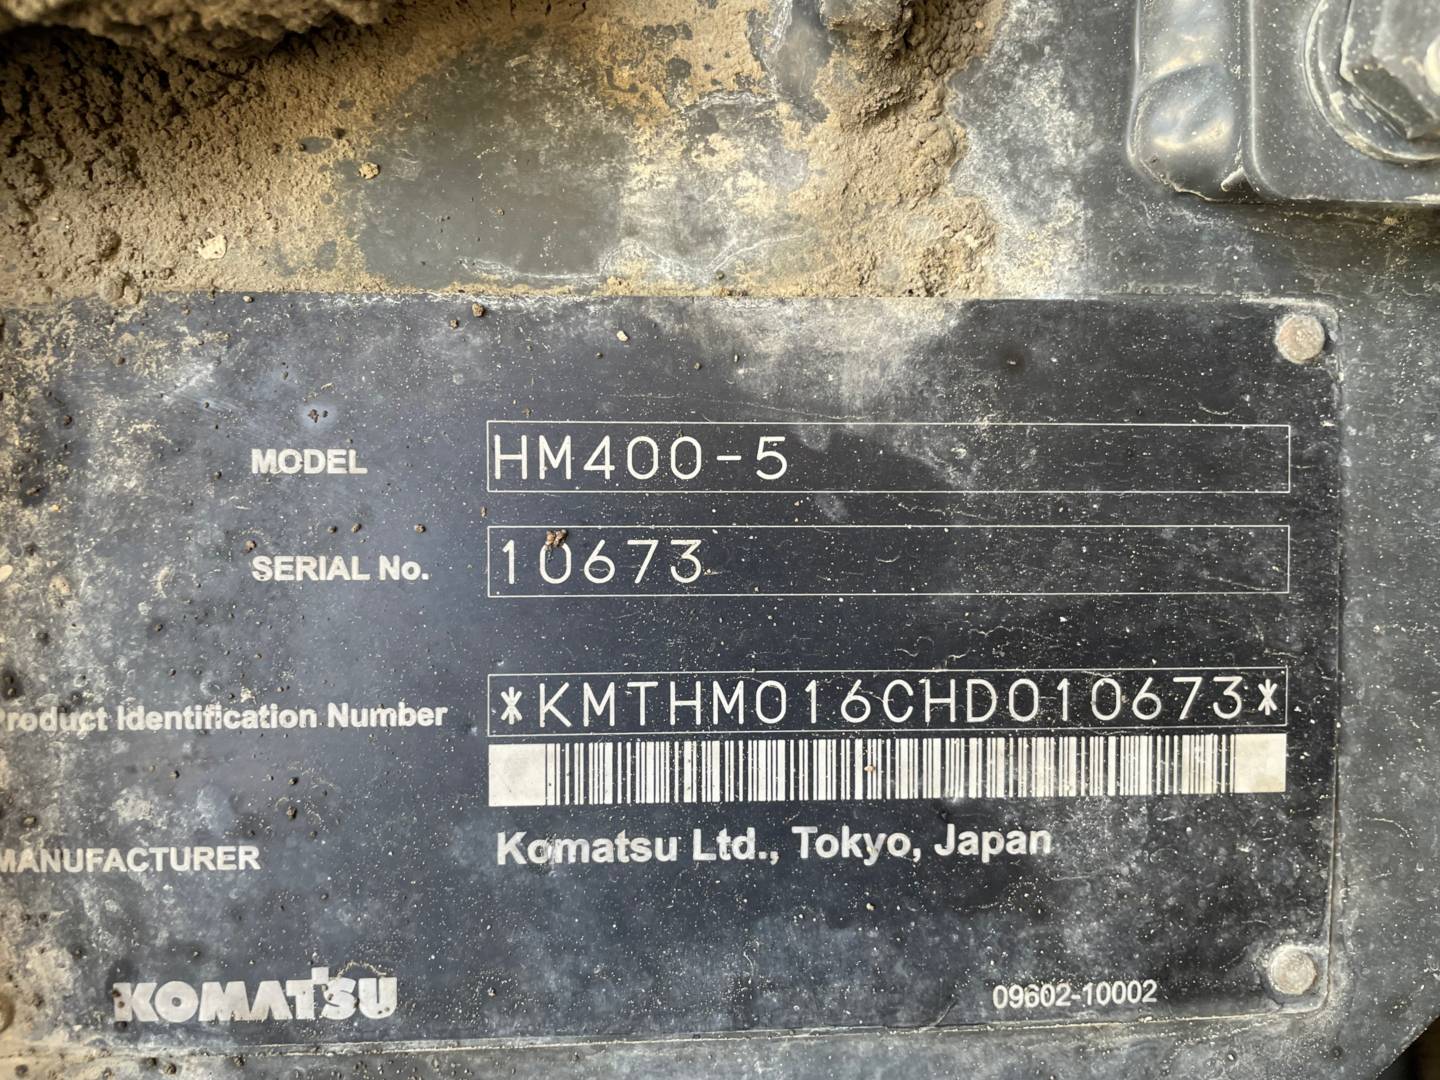 MODEL HM400-5
SERIAL No. 10673
Product Identification Number *KMTHM016CHD010673*
MANUFACTURER Komatsu Ltd., Tokyo, Japan
KOMATSU 09602-10002